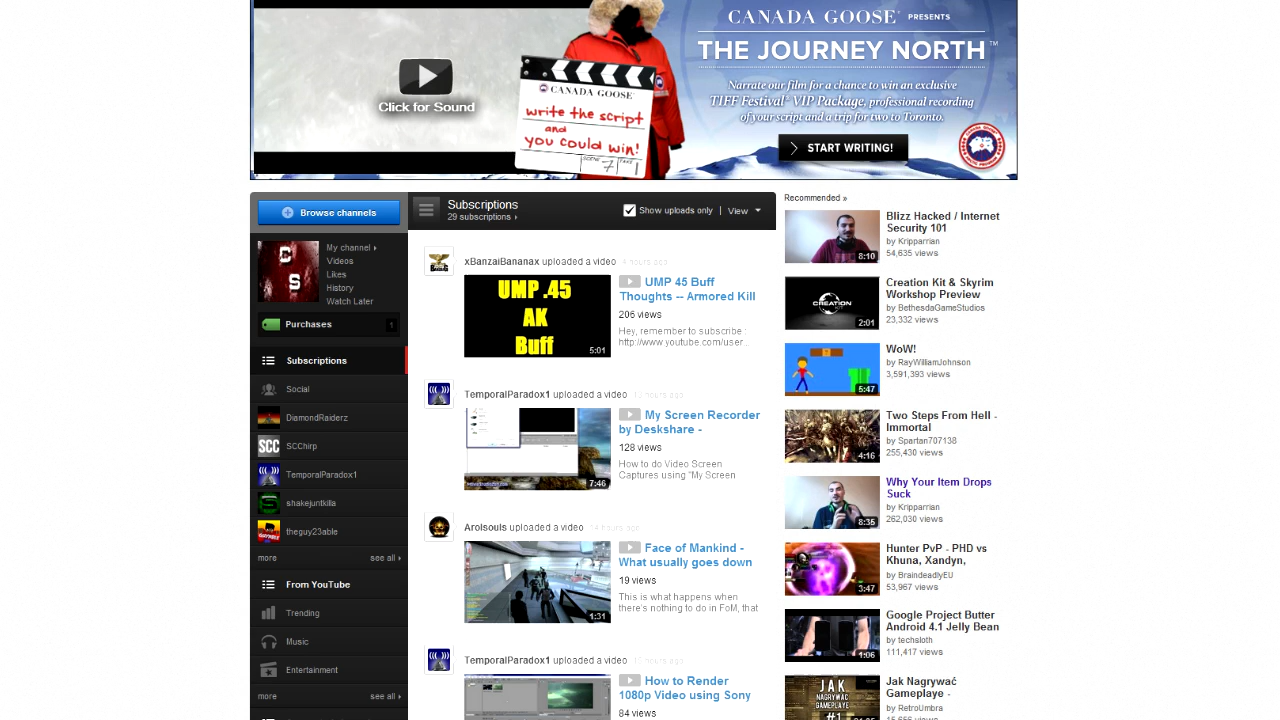 CANADA GOOSE® PRESENTS
THE JOURNEY NORTH™
Narrate our film for a chance to win an exclusive
TIFF Festival® VIP Package, professional recording
of your script and a trip for two to Toronto.
START WRITING!
Click for Sound
CANADA GOOSE
write the script
and
you could win!
Browse channels
My channel
Videos
Likes
History
Watch Later
Purchases
1
Subscriptions
Social
DiamondRaiderz
SCC
SCChirp
TemporalParadox1
shakejuntkilla
theguy23able
more
see all
From YouTube
Trending
Music
Entertainment
more
see all
Subscriptions
29 subscriptions
Show uploads only | View
xBanzaiBananax uploaded a video 4 hours ago
UMP .45
AK
Buff
5:01
UMP 45 Buff
Thoughts -- Armored Kill
206 views
Hey, remember to subscribe :
http://www.youtube.com/user...
TemporalParadox1 uploaded a video
7:46
My Screen Recorder
by Deskshare -
128 views
How to do Video Screen
Captures using "My Screen
Aroisouls uploaded a video 14 hours ago
1:31
Face of Mankind -
What usually goes down
19 views
This is what happens when
there's nothing to do in FoM, that
TemporalParadox1 uploaded a video
How to Render
1080p Video using Sony
84 views
Recommended »
8:10
Blizz Hacked / Internet
Security 101
by Kripparrian
54,635 views
CREATION
2:01
Creation Kit & Skyrim
Workshop Preview
by BethesdaGameStudios
23,332 views
5:47
WoW!
by RayWilliamJohnson
3,591,393 views
4:16
Two Steps From Hell -
Immortal
by Spartan707138
255,430 views
8:35
Why Your Item Drops
Suck
by Kripparrian
262,030 views
3:47
Hunter PvP - PHD vs
Khuna, Xandyn,
by BraindeadlyEU
53,967 views
1:06
Google Project Butter
Android 4.1 Jelly Bean
by techsloth
111,417 views
JAK
NAGRYWAĆ
GAMEPLAYE
#1
Jak Nagrywać
Gameplaye -
by RetroUmbra